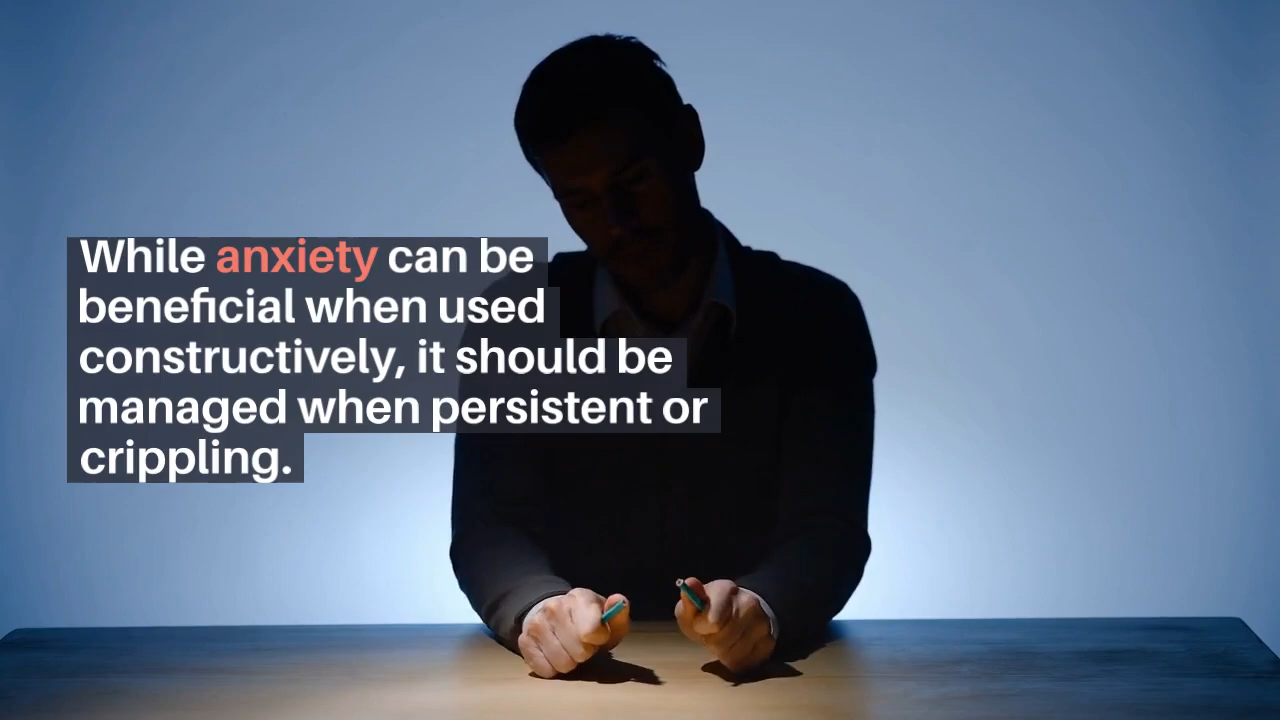 While anxiety can be
beneficial when used
constructively, it should be
managed when persistent or
crippling.